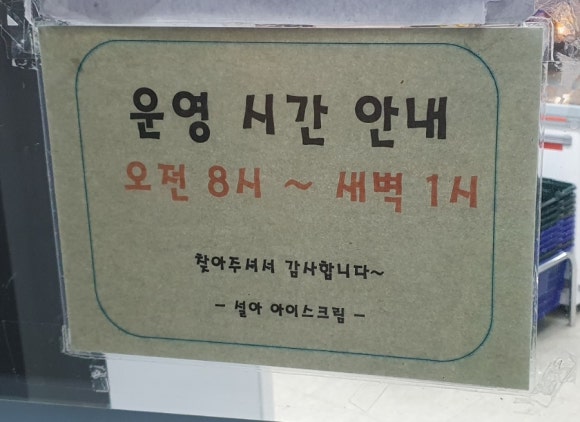 운영 시간 안내
오전 8시 ~ 새벽 1시
찾아주셔서 감사합니다~
- 설아 아이스크림 -